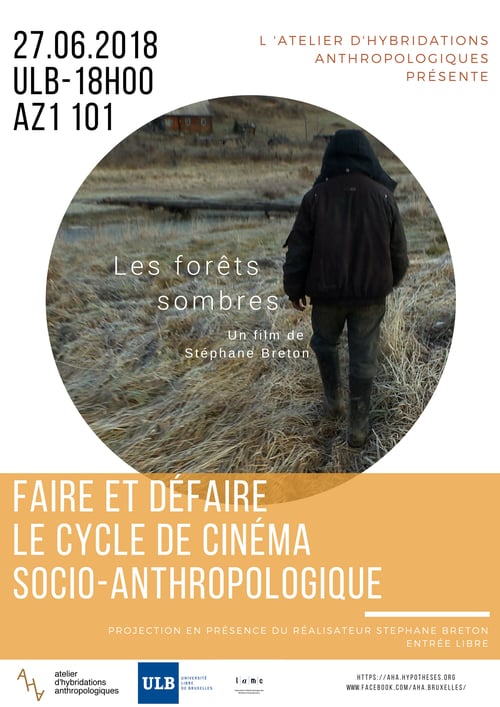 27.06.2018
ULB-18H00
AZ1 101
L 'ATELIER D'HYBRIDATIONS
ANTHROPOLOGIQUES
PRÉSENTE
Les forêts
sombres
Un film de
Stéphane Breton
FAIRE ET DÉFAIRE
LE CYCLE DE CINÉMA
SOCIO-ANTHROPOLOGIQUE
PROJECTION EN PRÉSENCE DU RÉALISATEUR STEPHANE BRETON
ENTRÉE LIBRE
AHA
atelier
d'hybridations
anthropologiques
ULB
UNIVERSITÉ
LIBRE
DE BRUXELLES
lamc
HTTPS://AHA.HYPOTHESES.ORG
WWW.FACEBOOK.COM/AHA.BRUXELLES/